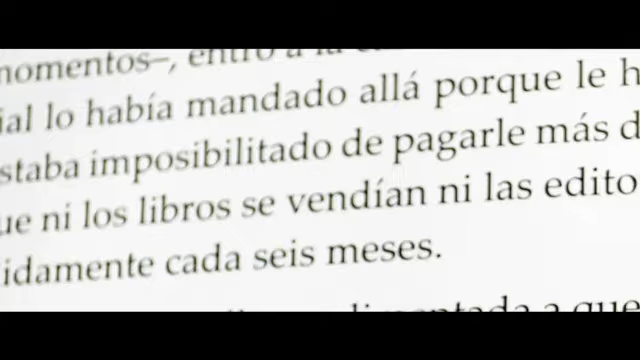 momentos–, entró a la
ial lo había mandado allá porque le h
staba imposibilitado de pagarle más d
ue ni los libros se vendían ni las edito
idamente cada seis meses.
a que